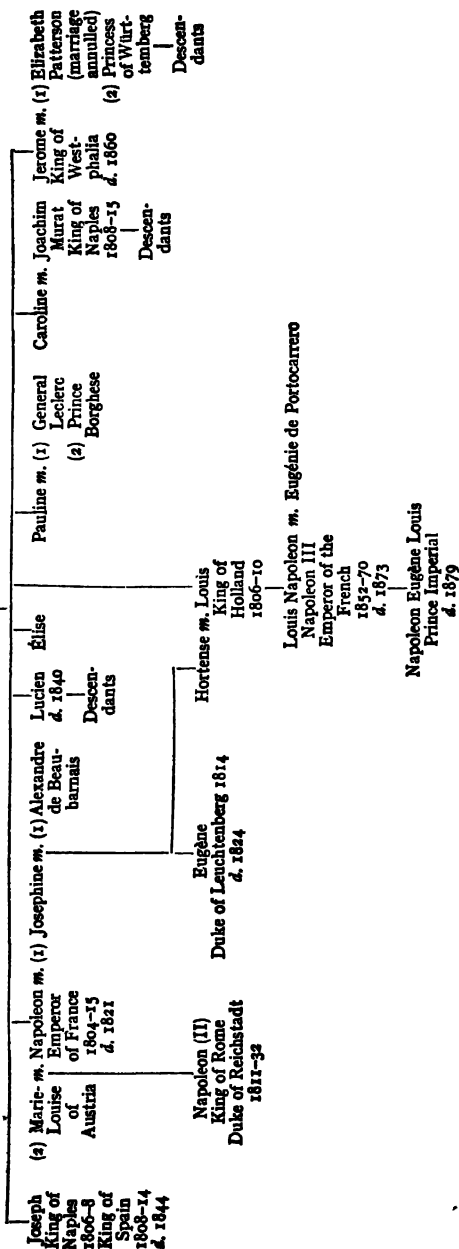 Joseph
King of
Naples
1806–8
King of
Spain
1808–14
d. 1844
(2) Marie- m. Napoleon m. (1) Josephine m. (1) Alexandre
Louise
of
Austria
Emperor
of France
1804–15
d. 1821
de Beau-
barnais
Lucien
d. 1840
Descen-
dants
Élise
Pauline m. (1) General
Leclerc
(2) Prince
Borghese
Caroline m. Joachim
Murat
King of
Naples
1808–15
Descen-
dants
Jerome m. (1) Elizabeth
King of
West-
phalia
d. 1860
Patterson
(marriage
annulled)
(2) Princess
of Würt-
temberg
Descen-
dants
Napoleon (II)
King of Rome
Duke of Reichstadt
1811–32
Eugène
Duke of Leuchtenberg 1814
d. 1824
Hortense m. Louis
King of
Holland
1806–10
Louis Napoleon m. Eugénie de Portocarrero
Napoleon III
Emperor of the
French
1852–70
d. 1873
Napoleon Eugène Louis
Prince Imperial
d. 1879